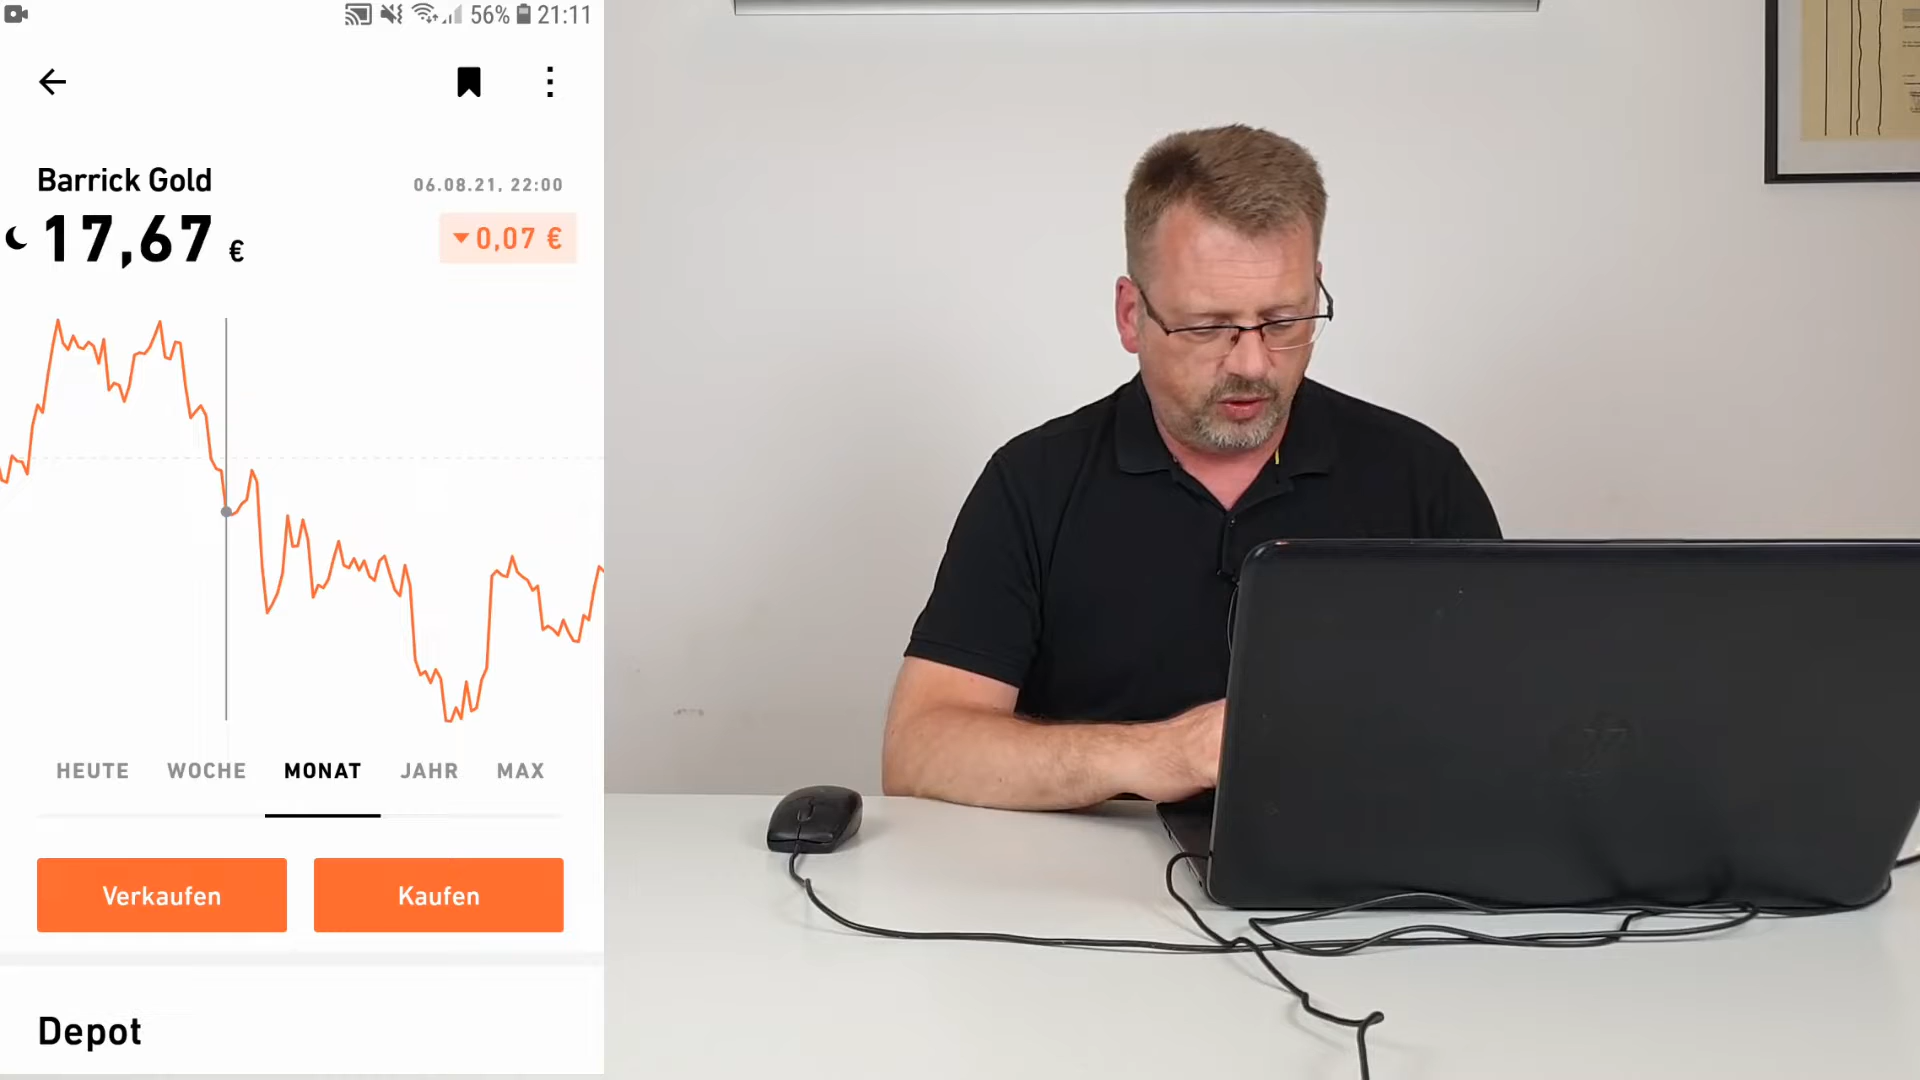 56% 21:11
Barrick Gold
06.08.21, 22:00
17,67 €
0,07 €
HEUTE WOCHE MONAT JAHR MAX
Verkaufen Kaufen
Depot